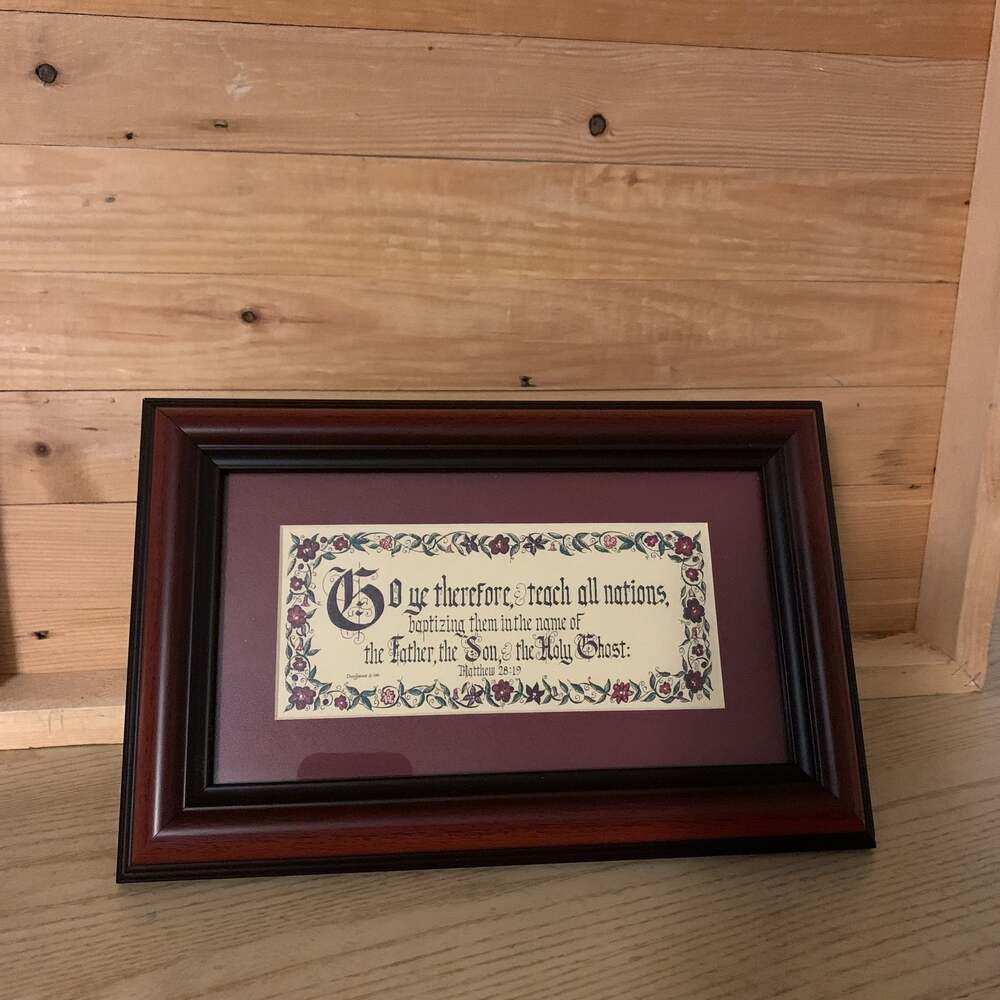 Go ye therefore, & teach all nations,
baptizing them in the name of
the Father, the Son, & the Holy Ghost:
Matthew 28:19